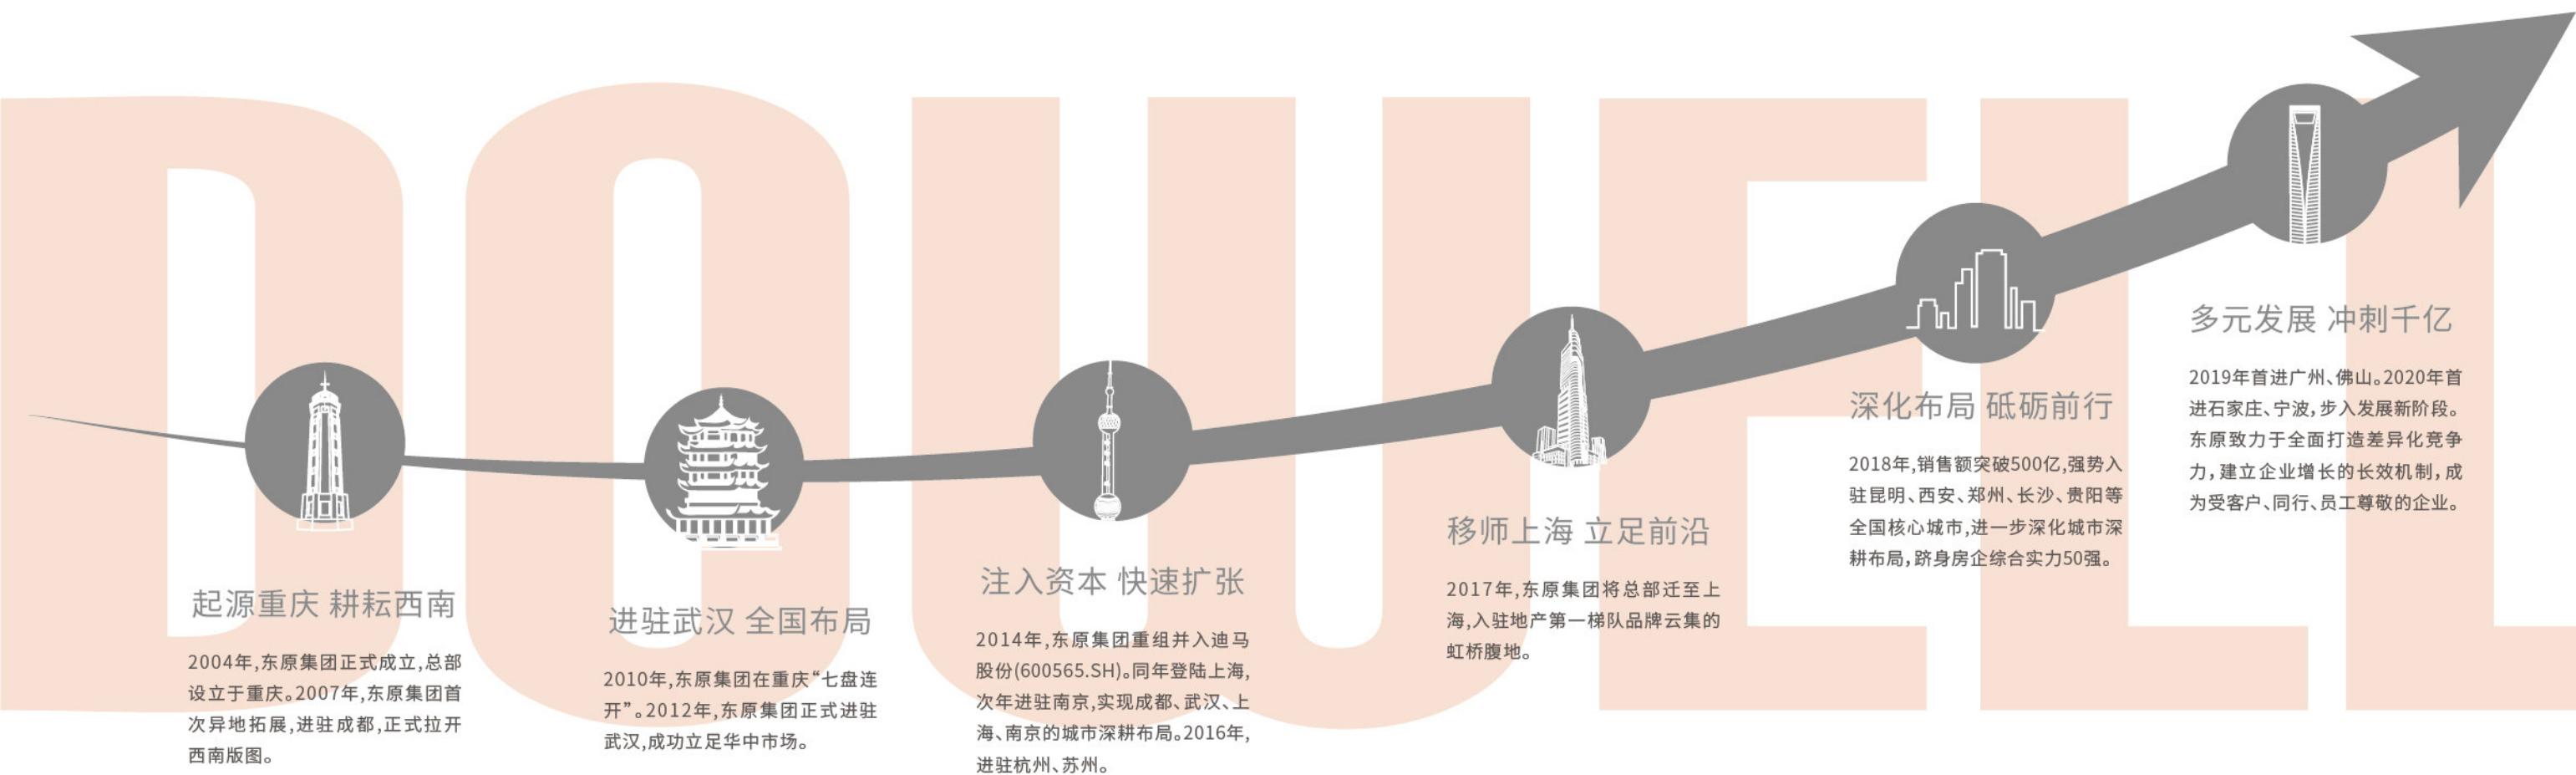 DOWELL
起源重庆 耕耘西南
2004年,东原集团正式成立,总部
设立于重庆。2007年,东原集团首
次异地拓展,进驻成都,正式拉开
西南版图。
进驻武汉 全国布局
2010年,东原集团在重庆“七盘连
开”。2012年,东原集团正式进驻
武汉,成功立足华中市场。
注入资本 快速扩张
2014年,东原集团重组并入迪马
股份(600565.SH)。同年登陆上海,
次年进驻南京,实现成都、武汉、上
海、南京的城市深耕布局。2016年,
进驻杭州、苏州。
移师上海 立足前沿
2017年,东原集团将总部迁至上
海,入驻地产第一梯队品牌云集的
虹桥腹地。
深化布局 砥砺前行
2018年,销售额突破500亿,强势入
驻昆明、西安、郑州、长沙、贵阳等
全国核心城市,进一步深化城市深
耕布局,跻身房企综合实力50强。
多元发展 冲刺千亿
2019年首进广州、佛山。2020年首
进石家庄、宁波,步入发展新阶段。
东原致力于全面打造差异化竞争
力,建立企业增长的长效机制,成
为受客户、同行、员工尊敬的企业。